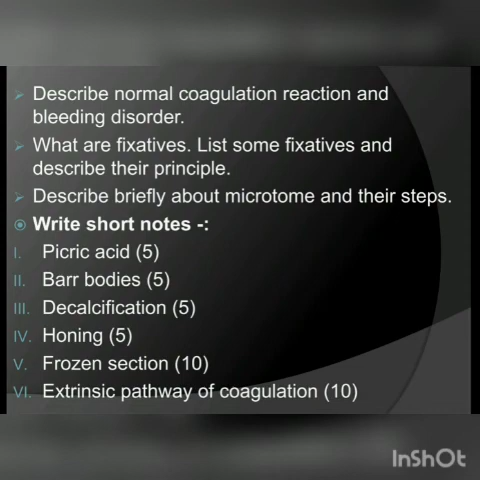 ➢ Describe normal coagulation reaction and
bleeding disorder.
➢ What are fixatives. List some fixatives and
describe their principle.
➢ Describe briefly about microtome and their steps.
⦿ Write short notes -:
I. Picric acid (5)
II. Barr bodies (5)
III. Decalcification (5)
IV. Honing (5)
V. Frozen section (10)
VI. Extrinsic pathway of coagulation (10)
InShOt